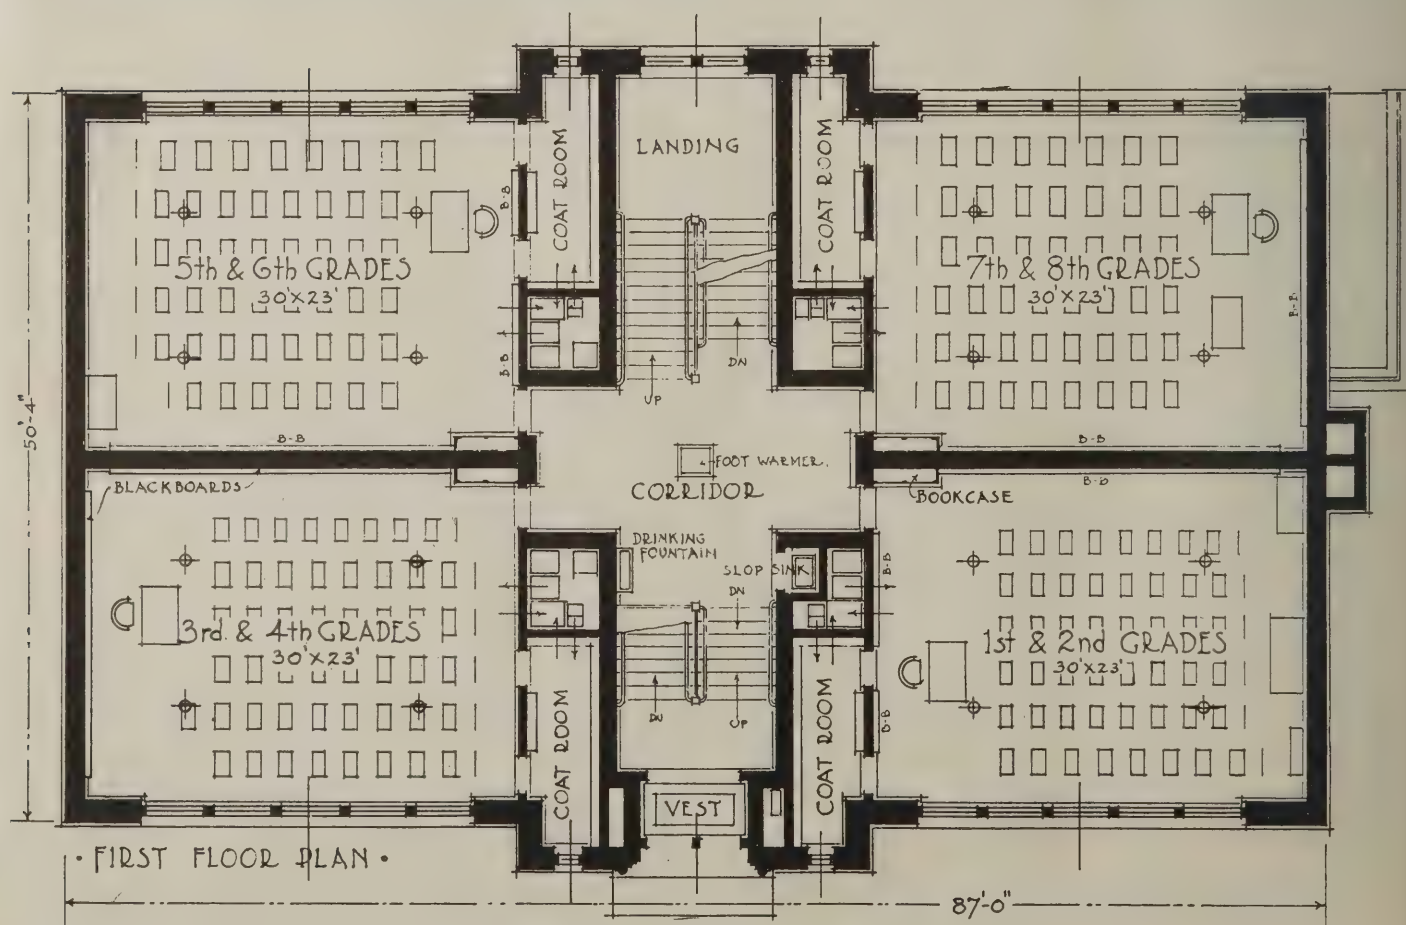 COAT ROOM
LANDING
COAT ROOM
B-B
5th & 6th GRADES
30'X23'
7th & 8th GRADES
30'X23'
B-B
B-B
UP
DN
50'-4"
B-B
B-B
FOOT WARMER.
CORRIDOR
BLACKBOARDS
B-B
BOOKCASE
DRINKING
FOUNTAIN
SLOP SINK
DN
B-B
3rd. & 4th GRADES
30'X23'
1st & 2nd GRADES
30'X23'
COAT ROOM
DN
UP
COAT ROOM
B-B
VEST
• FIRST FLOOR PLAN •
87'-0"